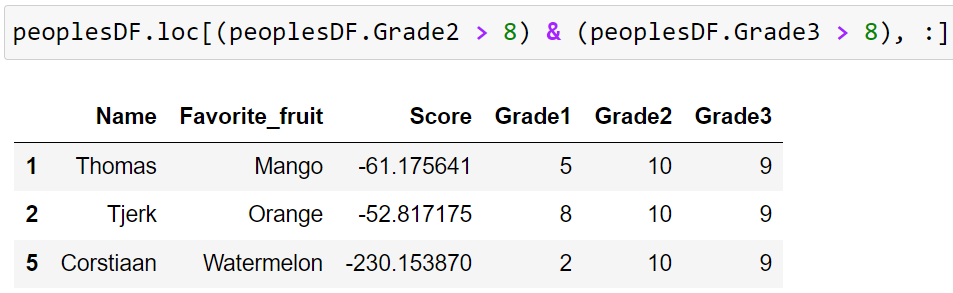 peoplesDF.loc[(peoplesDF.Grade2 > 8) & (peoplesDF.Grade3 > 8), :]
Name Favorite_fruit Score Grade1 Grade2 Grade3
1 Thomas Mango -61.175641 5 10 9
2 Tjerk Orange -52.817175 8 10 9
5 Corstiaan Watermelon -230.153870 2 10 9